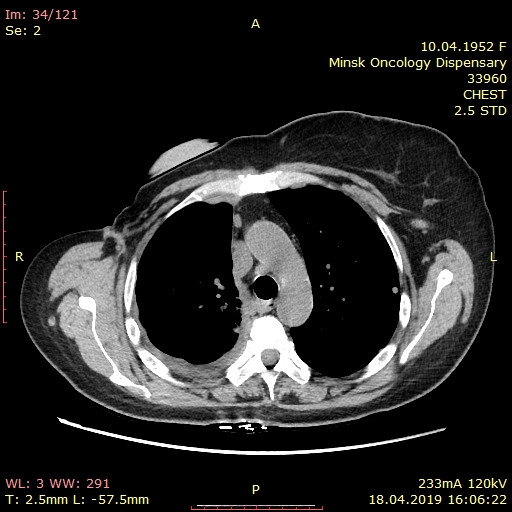 Im: 34/121
Se: 2
A
10.04.1952 F
Minsk Oncology Dispensary
33960
CHEST
2.5 STD
R
L
WL: 3 WW: 291
T: 2.5mm L: -57.5mm
P
233mA 120kV
18.04.2019 16:06:22